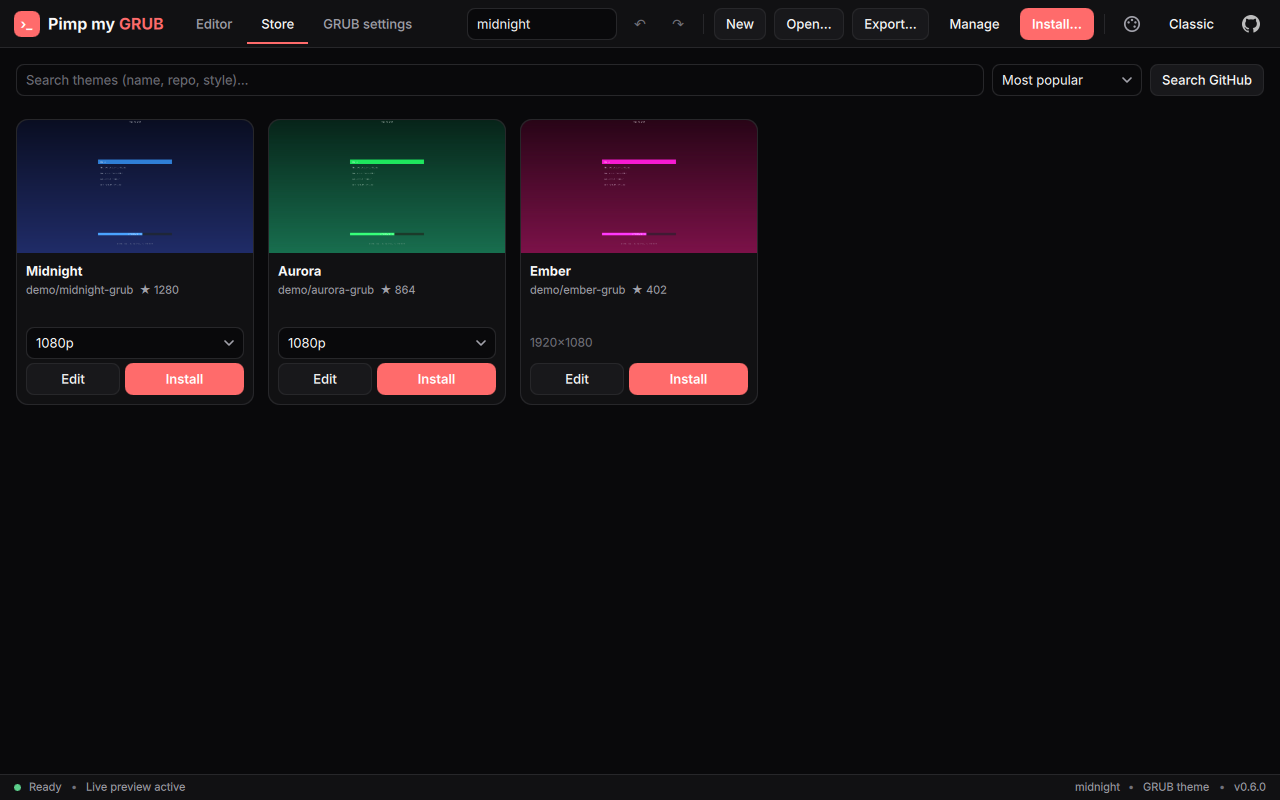 Pimp my GRUB
Editor
Store
GRUB settings
midnight
New
Open...
Export...
Manage
Install...
Classic
Search themes (name, repo, style)...
Most popular
Search GitHub
Midnight
demo/midnight-grub ★ 1280
1080p
Edit
Install
Aurora
demo/aurora-grub ★ 864
1080p
Edit
Install
Ember
demo/ember-grub ★ 402
1920×1080
Edit
Install
Ready • Live preview active
midnight • GRUB theme • v0.6.0